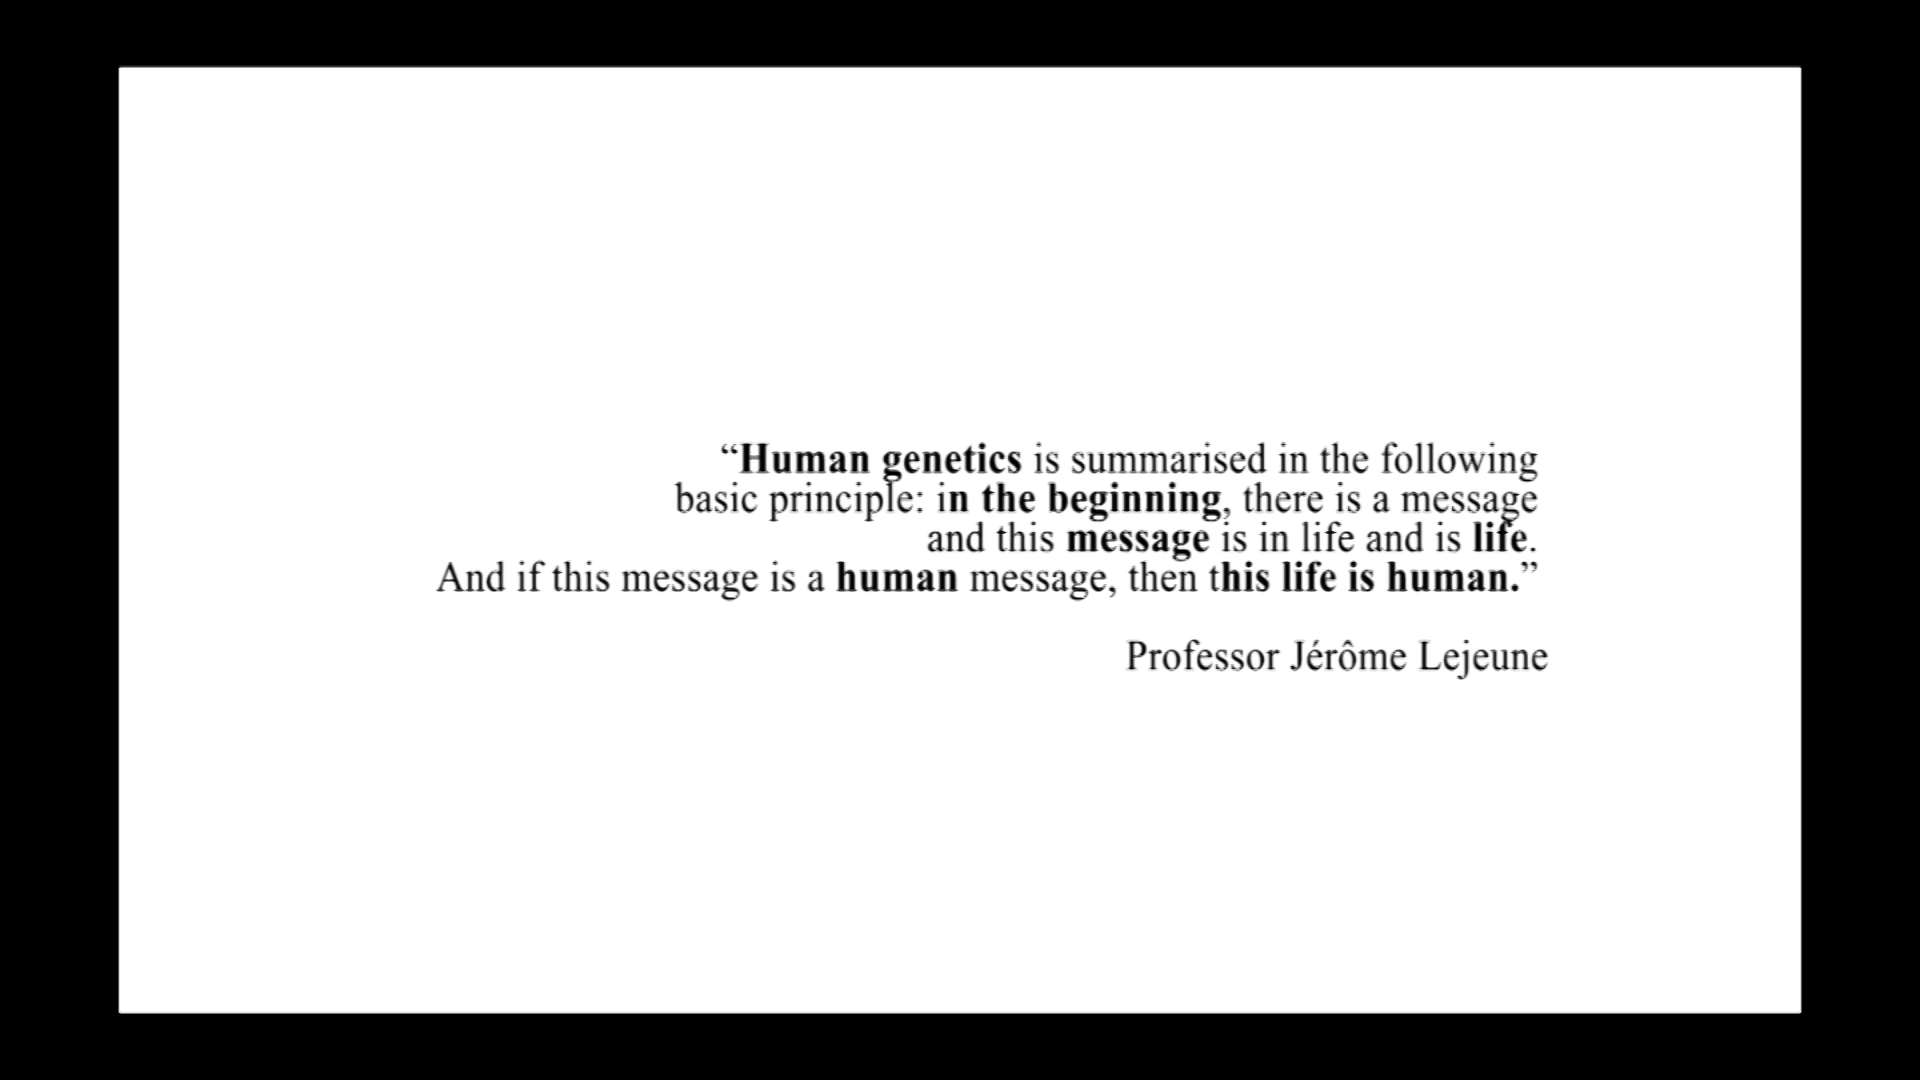 “Human genetics is summarised in the following
basic principle: in the beginning, there is a message
and this message is in life and is life.
And if this message is a human message, then this life is human.”
Professor Jérôme Lejeune